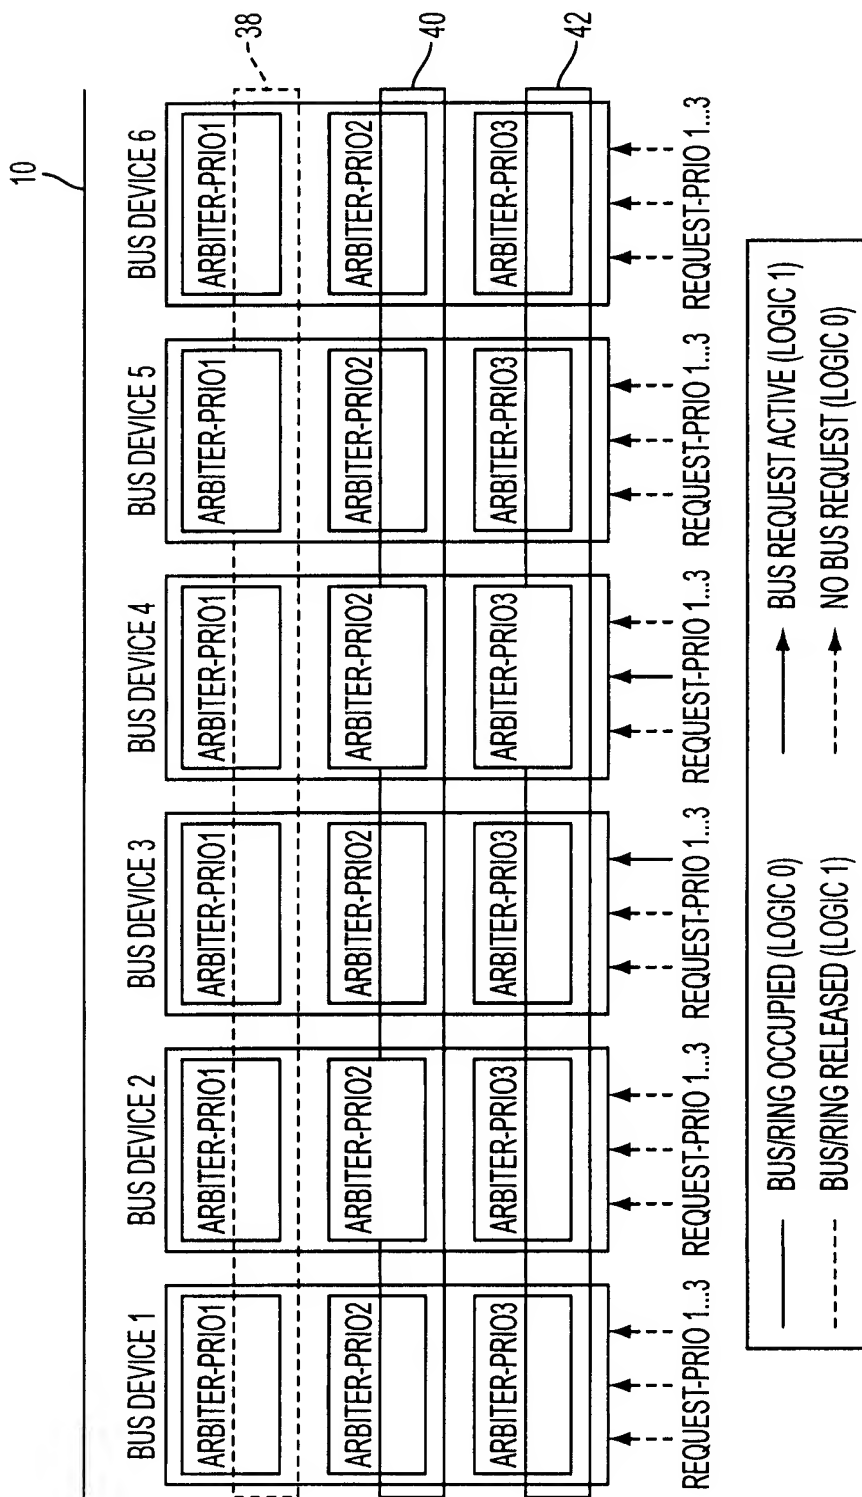 10
BUS DEVICE 1
BUS DEVICE 2
BUS DEVICE 3
BUS DEVICE 4
BUS DEVICE 5
BUS DEVICE 6
ARBITER-PRIO1
ARBITER-PRIO1
ARBITER-PRIO1
ARBITER-PRIO1
ARBITER-PRIO1
ARBITER-PRIO1
38
ARBITER-PRIO2
ARBITER-PRIO2
ARBITER-PRIO2
ARBITER-PRIO2
ARBITER-PRIO2
ARBITER-PRIO2
40
ARBITER-PRIO3
ARBITER-PRIO3
ARBITER-PRIO3
ARBITER-PRIO3
ARBITER-PRIO3
ARBITER-PRIO3
42
REQUEST-PRIO 1...3
REQUEST-PRIO 1...3
REQUEST-PRIO 1...3
REQUEST-PRIO 1...3
REQUEST-PRIO 1...3
REQUEST-PRIO 1...3
BUS/RING OCCUPIED (LOGIC 0)
BUS REQUEST ACTIVE (LOGIC 1)
BUS/RING RELEASED (LOGIC 1)
NO BUS REQUEST (LOGIC 0)